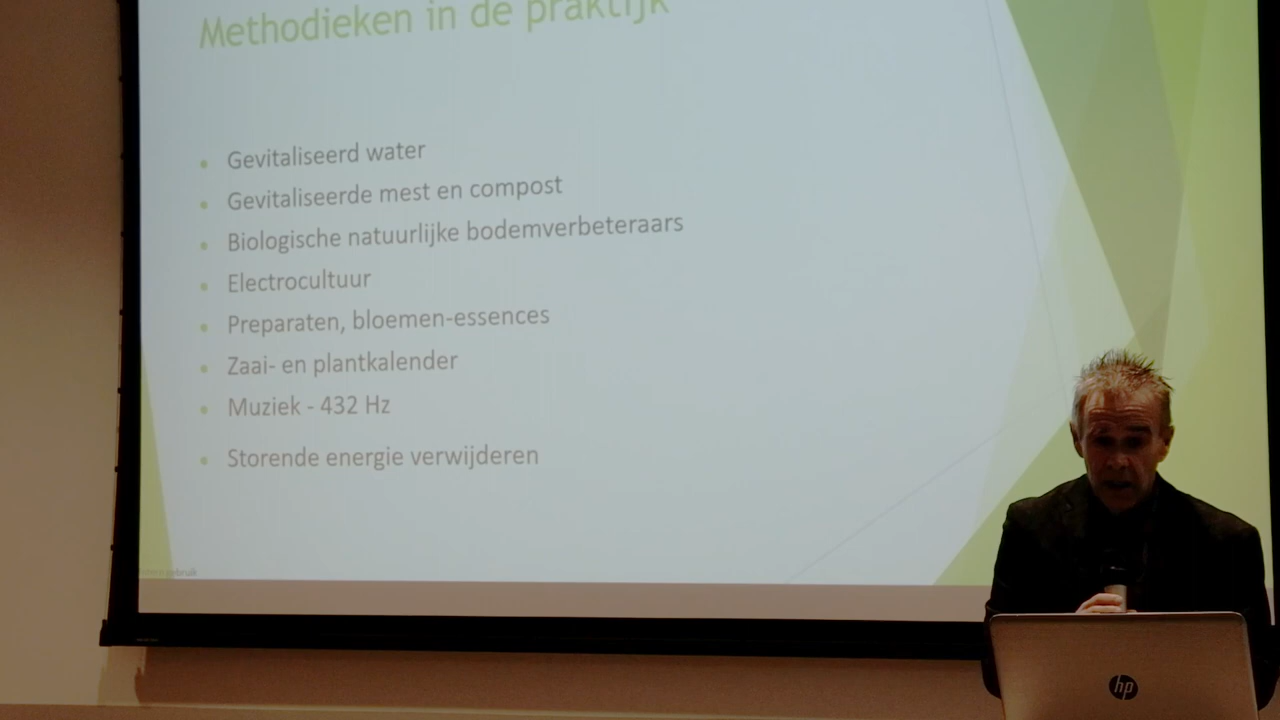 Methodieken in de praktijk
Gevitaliseerd water
Gevitaliseerde mest en compost
Biologische natuurlijke bodemverbeteraars
Electrocultuur
Preparaten, bloemen-essences
Zaai- en plantkalender
Muziek - 432 Hz
Storende energie verwijderen
gebruik
hp